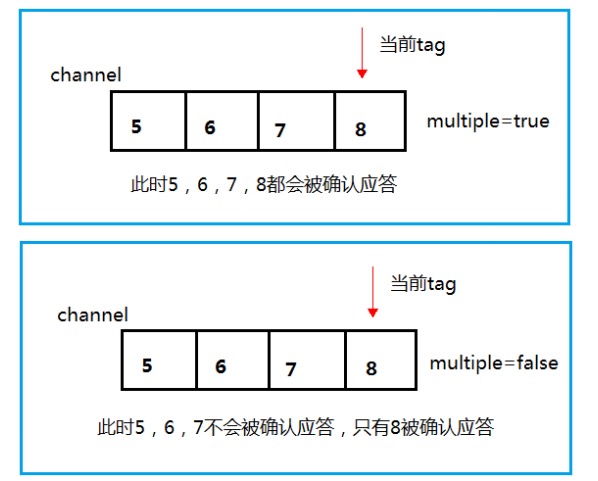 当前tag
channel
5 6 7 8
multiple=true
此时5，6，7，8都会被确认应答
当前tag
channel
5 6 7 8
multiple=false
此时5，6，7不会被确认应答，只有8被确认应答